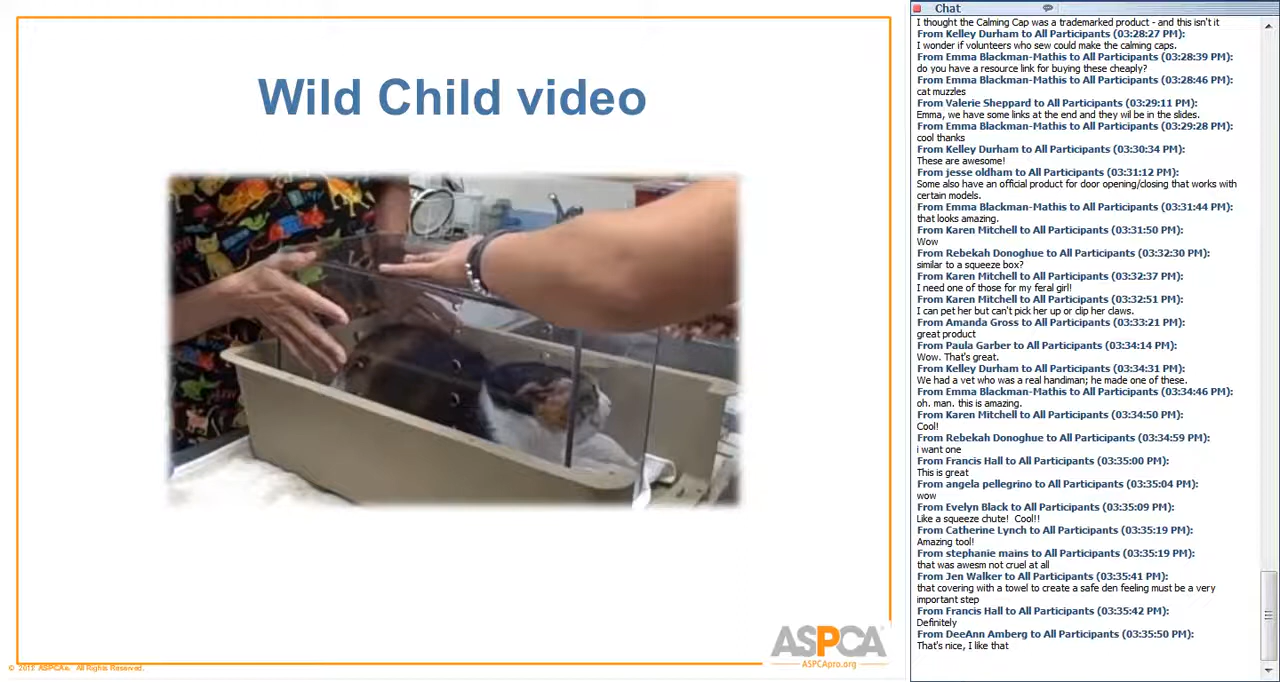 Wild Child video
ASPCA
ASPCApro.org
All Rights Reserved.
Chat
I thought the Calming Cap was a trademarked product - and this isn't it
From Kelley Durham to All Participants (03:28:27 PM):
I wonder if volunteers who sew could make the calming caps.
From Emma Blackman-Mathis to All Participants (03:28:39 PM):
do you have a resource link for buying these cheaply?
From Emma Blackman-Mathis to All Participants (03:28:46 PM):
cat muzzles
From Valerie Sheppard to All Participants (03:29:11 PM):
Emma, we have some links at the end and they wil be in the slides.
From Emma Blackman-Mathis to All Participants (03:29:28 PM):
cool thanks
From Kelley Durham to All Participants (03:30:34 PM):
These are awesome!
From jesse oldham to All Participants (03:31:12 PM):
Some also have an official product for door opening/closing that works with
certain models.
From Emma Blackman-Mathis to All Participants (03:31:44 PM):
that looks amazing.
From Karen Mitchell to All Participants (03:31:50 PM):
Wow
From Rebekah Donoghue to All Participants (03:32:30 PM):
similar to a squeeze box?
From Karen Mitchell to All Participants (03:32:37 PM):
I need one of those for my feral girl!
From Karen Mitchell to All Participants (03:32:51 PM):
I can pet her but can't pick her up or clip her claws.
From Amanda Gross to All Participants (03:33:21 PM):
great product
From Paula Garber to All Participants (03:34:14 PM):
Wow. That's great.
From Kelley Durham to All Participants (03:34:31 PM):
We had a vet who was a real handiman; he made one of these.
From Emma Blackman-Mathis to All Participants (03:34:46 PM):
oh. man. this is amazing.
From Karen Mitchell to All Participants (03:34:50 PM):
Cool!
From Rebekah Donoghue to All Participants (03:34:59 PM):
i want one
From Francis Hall to All Participants (03:35:00 PM):
This is great
From angela pellegrino to All Participants (03:35:04 PM):
wow
From Evelyn Black to All Participants (03:35:09 PM):
Like a squeeze chute! Cool!!
From Catherine Lynch to All Participants (03:35:19 PM):
Amazing tool!
From stephanie mains to All Participants (03:35:19 PM):
that was awesm not cruel at all
From Jen Walker to All Participants (03:35:41 PM):
that covering with a towel to create a safe den feeling must be a very
important step
From Francis Hall to All Participants (03:35:42 PM):
Definitely
From DeeAnn Amberg to All Participants (03:35:50 PM):
That's nice, I like that